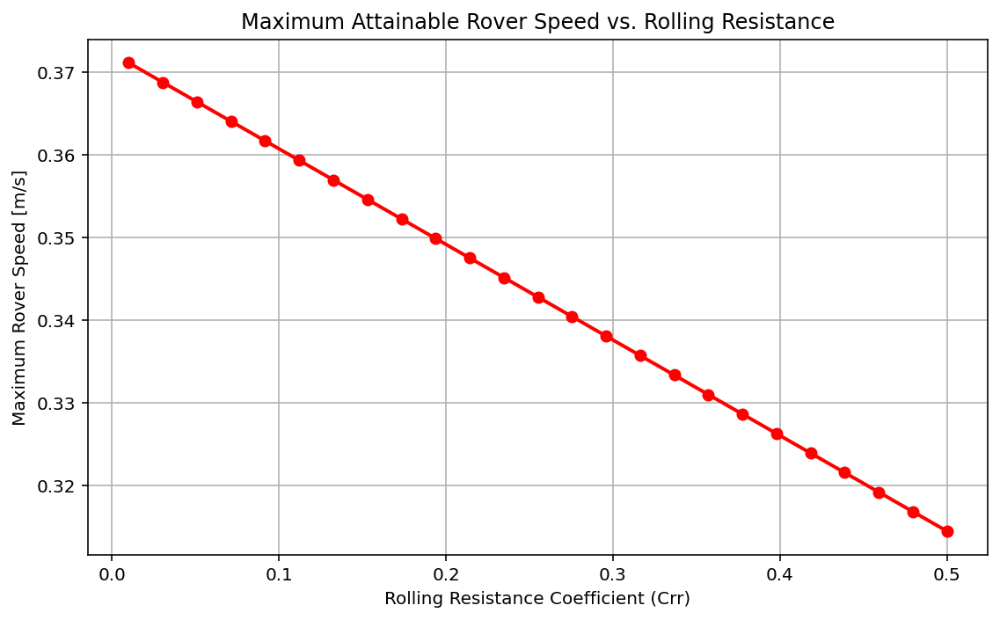 Maximum Attainable Rover Speed vs. Rolling Resistance
0.37
0.36
0.35
0.34
0.33
0.32
Maximum Rover Speed [m/s]
0.0 0.1 0.2 0.3 0.4 0.5
Rolling Resistance Coefficient (Crr)